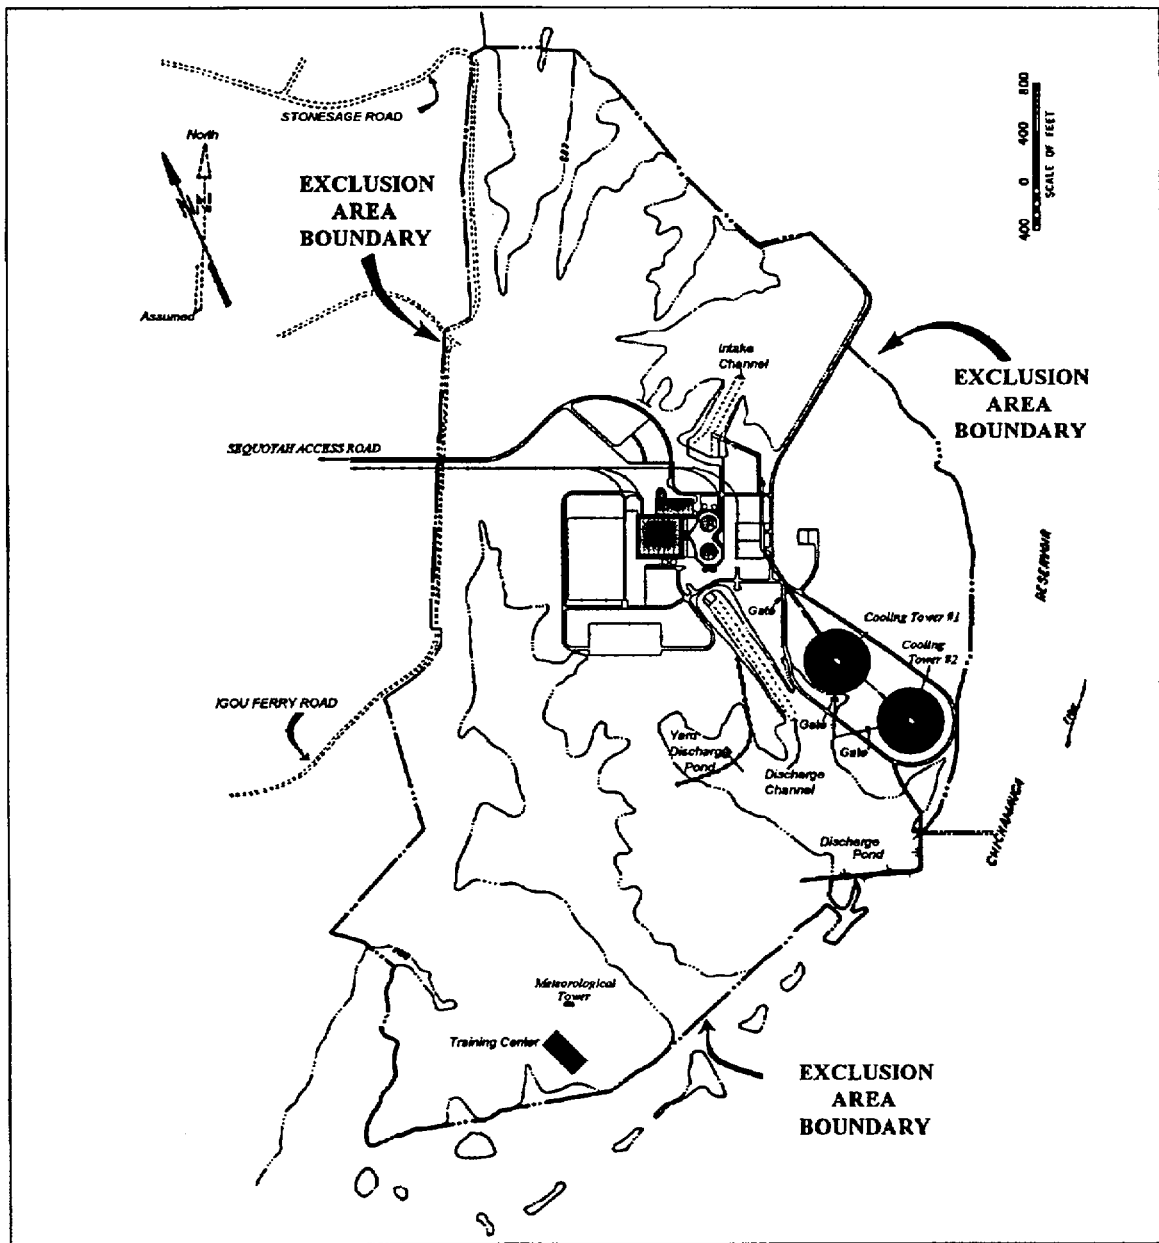 STONESAGE ROAD
North
Assumed
EXCLUSION
AREA
BOUNDARY
800
400
0
400
SCALE OF FEET
Intake
Channel
EXCLUSION
AREA
BOUNDARY
SEQUOYAH ACCESS ROAD
RESERVOIR
Gate
Cooling Tower #1
Cooling
Tower #2
IGOU FERRY ROAD
Gate
Gate
Yard
Discharge
Pond
Discharge
Channel
CHICKAMAUGA
Discharge
Pond
Meteorological
Tower
Training Center
EXCLUSION
AREA
BOUNDARY